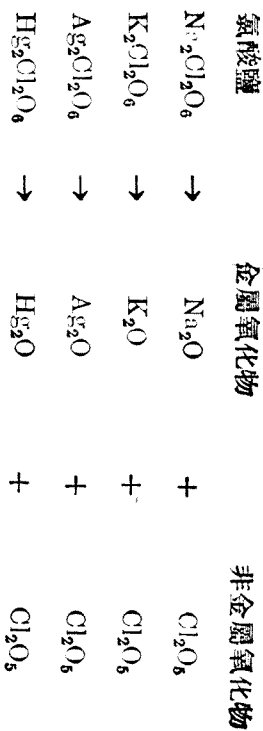 氯酸鹽 金屬氧化物 非金屬氧化物
Na₂Cl₂O₆ → Na₂O + Cl₂O₅
K₂Cl₂O₆ → K₂O + Cl₂O₅
Ag₂Cl₂O₆ → Ag₂O + Cl₂O₅
Hg₂Cl₂O₆ → Hg₂O + Cl₂O₅